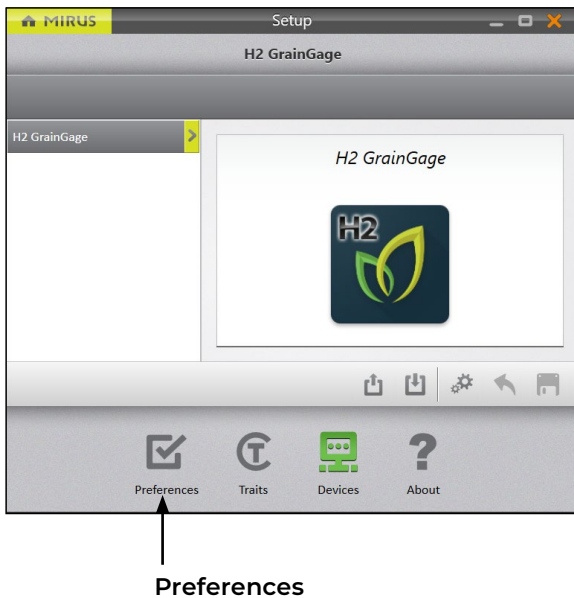 MIRUS Setup
H2 GrainGage
H2 GrainGage
H2 GrainGage
H2
Preferences Traits Devices About
Preferences